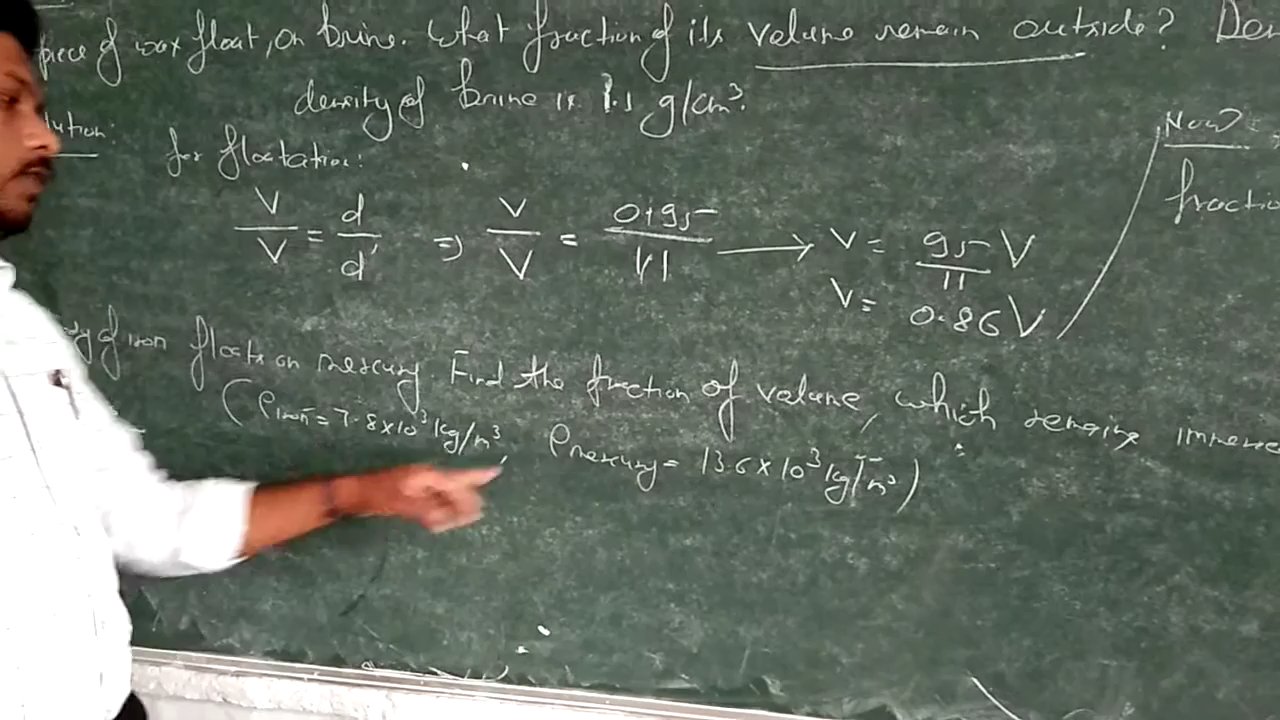 piece of wax float, on brine. What fraction of its volume remain outside? Den
density of brine is 1.1 g/cm³.
lution:
for floatation:
Now
fractio
V/V = d/d' ⇒ V/V = 0.95/1.1 → V = 95/11 V
V = 0.86 V
dy of iron floats on mercury. Find the fraction of volume, which remains immerse
(ρiron = 7.8×10³ kg/m³, ρmercury = 13.6×10³ kg/m³)